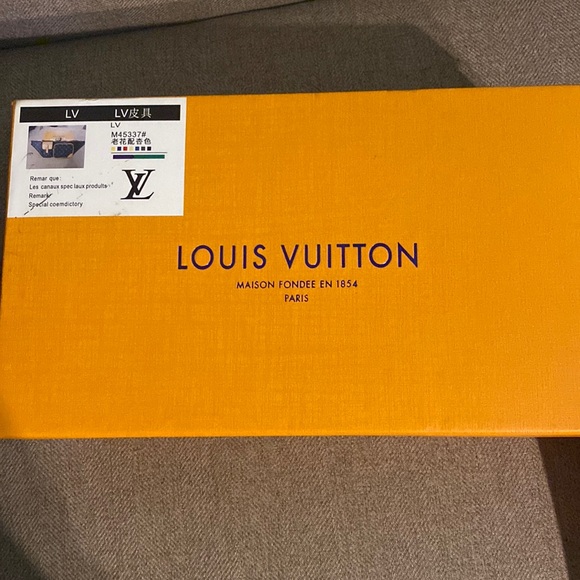 LV LV皮具
LV
M45337#
老花配杏色
Remar que:
Les canaus spec laux produits
Remark
Special coemdictory
LV
LOUIS VUITTON
MAISON FONDEE EN 1854
PARIS